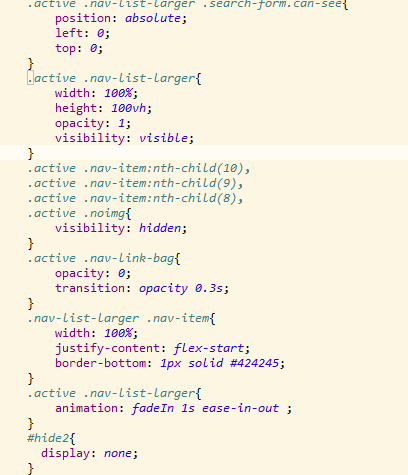 .active .nav-list-larger .search-form.can-see{
position: absolute;
left: 0;
top: 0;
}
.active .nav-list-larger{
width: 100%;
height: 100vh;
opacity: 1;
visibility: visible;
}
.active .nav-item:nth-child(10),
.active .nav-item:nth-child(9),
.active .nav-item:nth-child(8),
.active .noimg{
visibility: hidden;
}
.active .nav-link-bag{
opacity: 0;
transition: opacity 0.3s;
}
.nav-list-larger .nav-item{
width: 100%;
justify-content: flex-start;
border-bottom: 1px solid #424245;
}
.active .nav-list-larger{
animation: fadeIn 1s ease-in-out ;
}
#hide2{
display: none;
}